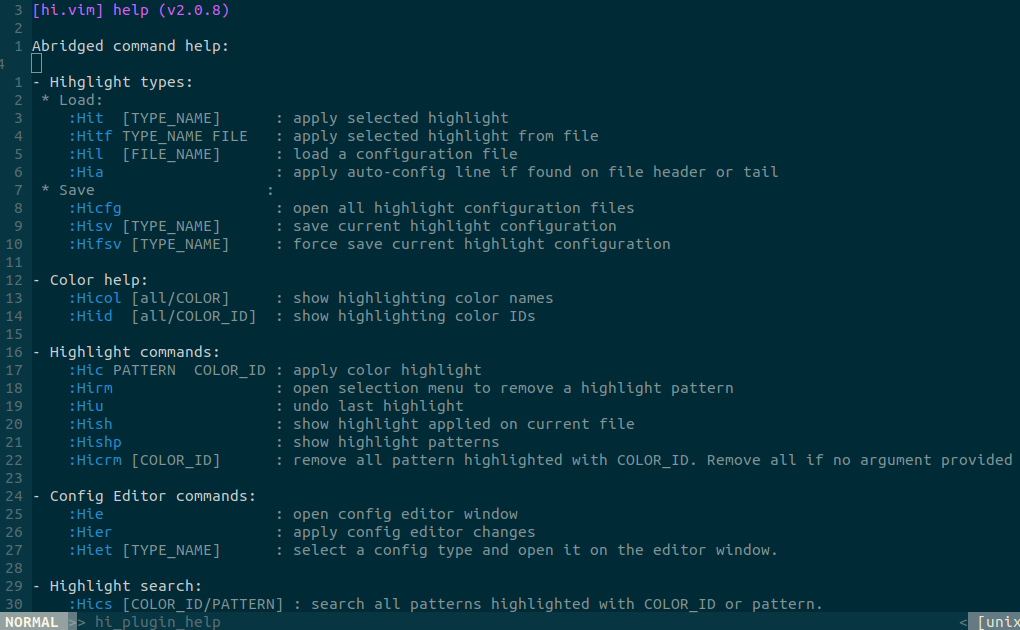 3 [hi.vim] help (v2.0.8)
2
1 Abridged command help:
4
1 - Hihglight types:
2 * Load:
3 :Hit [TYPE_NAME] : apply selected highlight
4 :Hitf TYPE_NAME FILE : apply selected highlight from file
5 :Hil [FILE_NAME] : load a configuration file
6 :Hia : apply auto-config line if found on file header or tail
7 * Save :
8 :Hicfg : open all highlight configuration files
9 :Hisv [TYPE_NAME] : save current highlight configuration
10 :Hifsv [TYPE_NAME] : force save current highlight configuration
11
12 - Color help:
13 :Hicol [all/COLOR] : show highlighting color names
14 :Hiid [all/COLOR_ID] : show highlighting color IDs
15
16 - Highlight commands:
17 :Hic PATTERN COLOR_ID : apply color highlight
18 :Hirm : open selection menu to remove a highlight pattern
19 :Hiu : undo last highlight
20 :Hish : show highlight applied on current file
21 :Hishp : show highlight patterns
22 :Hicrm [COLOR_ID] : remove all pattern highlighted with COLOR_ID. Remove all if no argument provided
23
24 - Config Editor commands:
25 :Hie : open config editor window
26 :Hier : apply config editor changes
27 :Hiet [TYPE_NAME] : select a config type and open it on the editor window.
28
29 - Highlight search:
30 :Hics [COLOR_ID/PATTERN] : search all patterns highlighted with COLOR_ID or pattern.
NORMAL >> hi_plugin_help < [unix